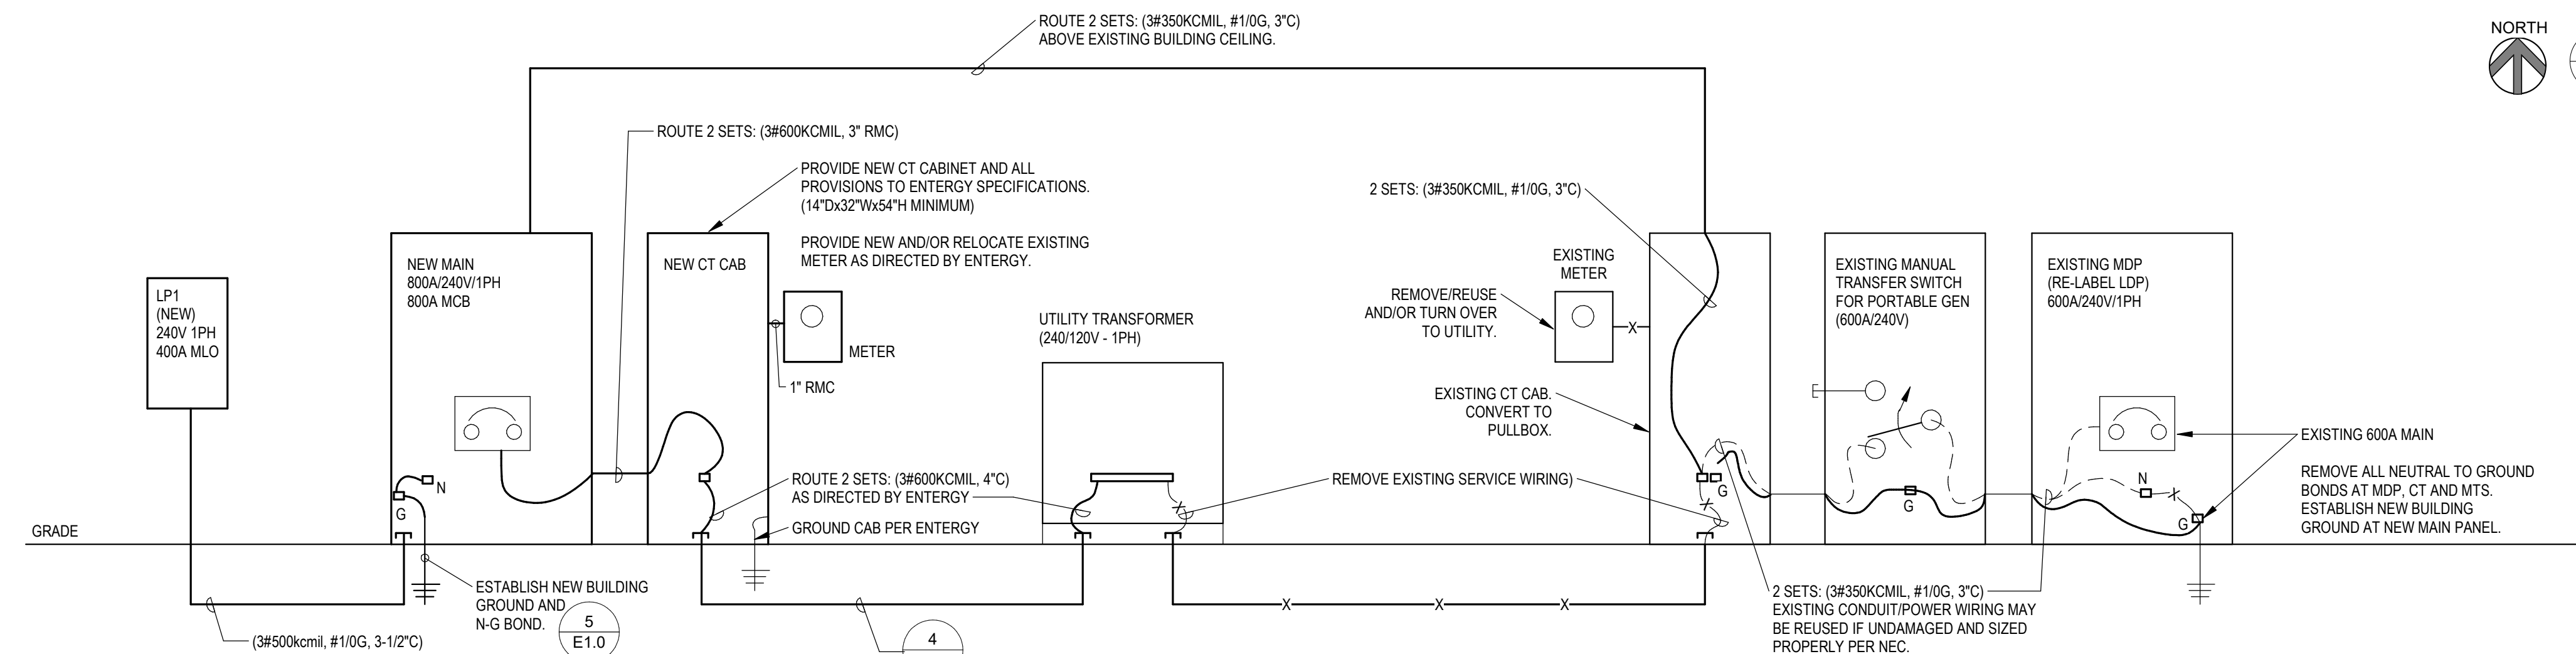 ROUTE 2 SETS: (3#350KCMIL, #1/0G, 3"C)
ABOVE EXISTING BUILDING CEILING.
NORTH
ROUTE 2 SETS: (3#600KCMIL, 3" RMC)
PROVIDE NEW CT CABINET AND ALL
PROVISIONS TO ENTERGY SPECIFICATIONS.
(14"Dx32"Wx54"H MINIMUM)
PROVIDE NEW AND/OR RELOCATE EXISTING
METER AS DIRECTED BY ENTERGY.
2 SETS: (3#350KCMIL, #1/0G, 3"C)
LP1
(NEW)
240V 1PH
400A MLO
NEW MAIN
800A/240V/1PH
800A MCB
NEW CT CAB
METER
1" RMC
UTILITY TRANSFORMER
(240/120V - 1PH)
EXISTING
METER
REMOVE/REUSE
AND/OR TURN OVER
TO UTILITY.
X
EXISTING CT CAB.
CONVERT TO
PULLBOX.
EXISTING MANUAL
TRANSFER SWITCH
FOR PORTABLE GEN
(600A/240V)
EXISTING MDP
(RE-LABEL LDP)
600A/240V/1PH
EXISTING 600A MAIN
REMOVE ALL NEUTRAL TO GROUND
BONDS AT MDP, CT AND MTS.
ESTABLISH NEW BUILDING
GROUND AT NEW MAIN PANEL.
N
G
ROUTE 2 SETS: (3#600KCMIL, 4"C)
AS DIRECTED BY ENTERGY
GROUND CAB PER ENTERGY
REMOVE EXISTING SERVICE WIRING)
G
G
N
G
GRADE
ESTABLISH NEW BUILDING
GROUND AND
N-G BOND.
5
E1.0
(3#500kcmil, #1/0G, 3-1/2"C)
4
X
X
X
2 SETS: (3#350KCMIL, #1/0G, 3"C)
EXISTING CONDUIT/POWER WIRING MAY
BE REUSED IF UNDAMAGED AND SIZED
PROPERLY PER NEC.